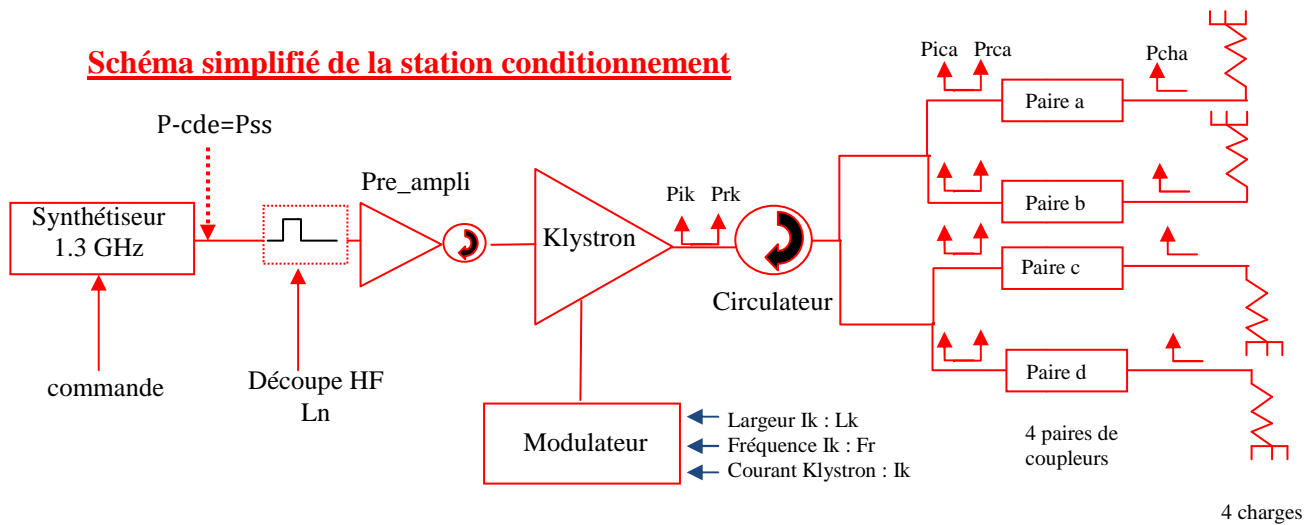 Schéma simplifié de la station conditionnement
P-cde=Pss
Synthétiseur
1.3 GHz
commande
Découpe HF
Ln
Pre_ampli
Klystron
Modulateur
Largeur Ik : Lk
Fréquence Ik : Fr
Courant Klystron : Ik
Pik
Prk
Circulateur
Pica
Prca
Pcha
Paire a
Paire b
Paire c
Paire d
4 paires de
coupleurs
4 charges